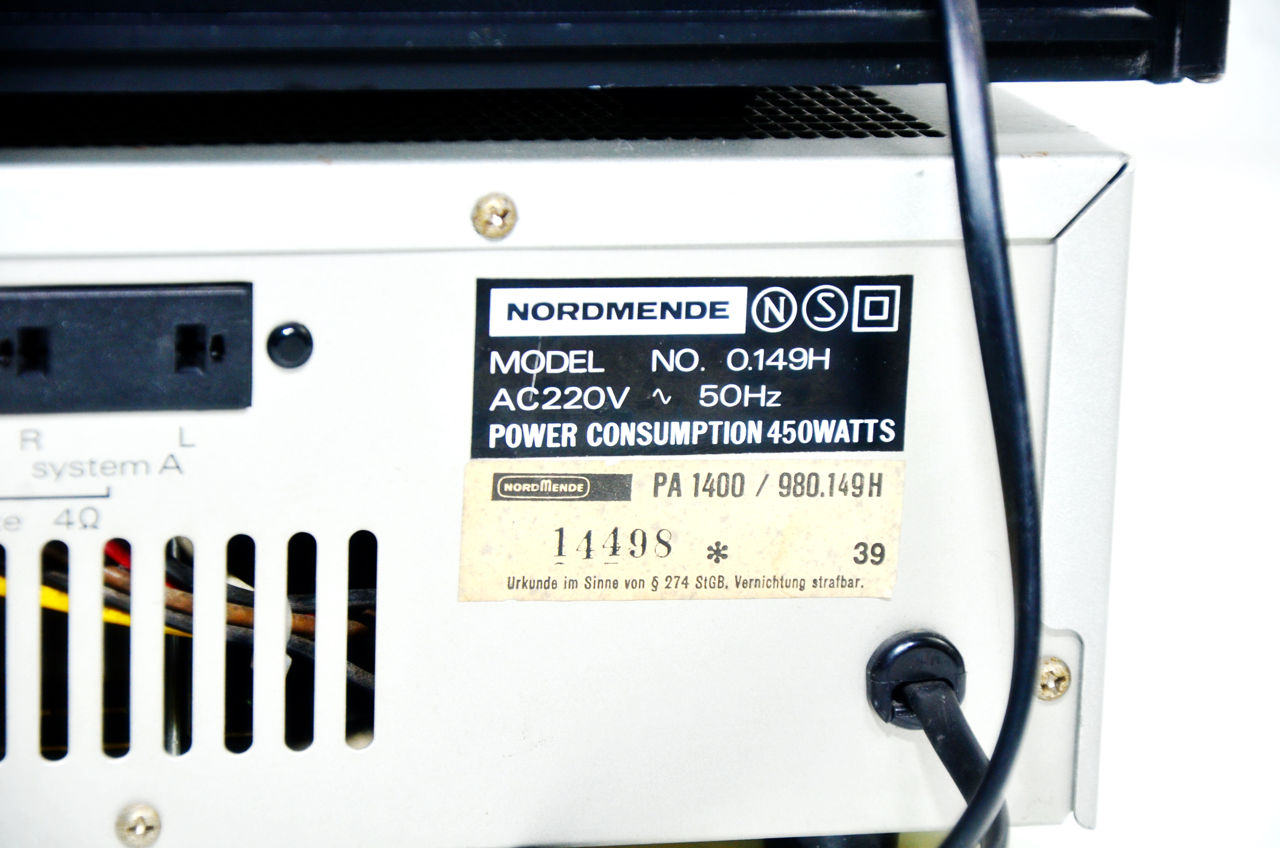 NORDMENDE N S
MODEL NO. 0.149H
AC220V ~ 50Hz
POWER CONSUMPTION 450WATTS
R L
system A
4Ω
NORDMENDE PA 1400 / 980.149H
14498 * 39
Urkunde im Sinne von § 274 StGB, Vernichtung strafbar.